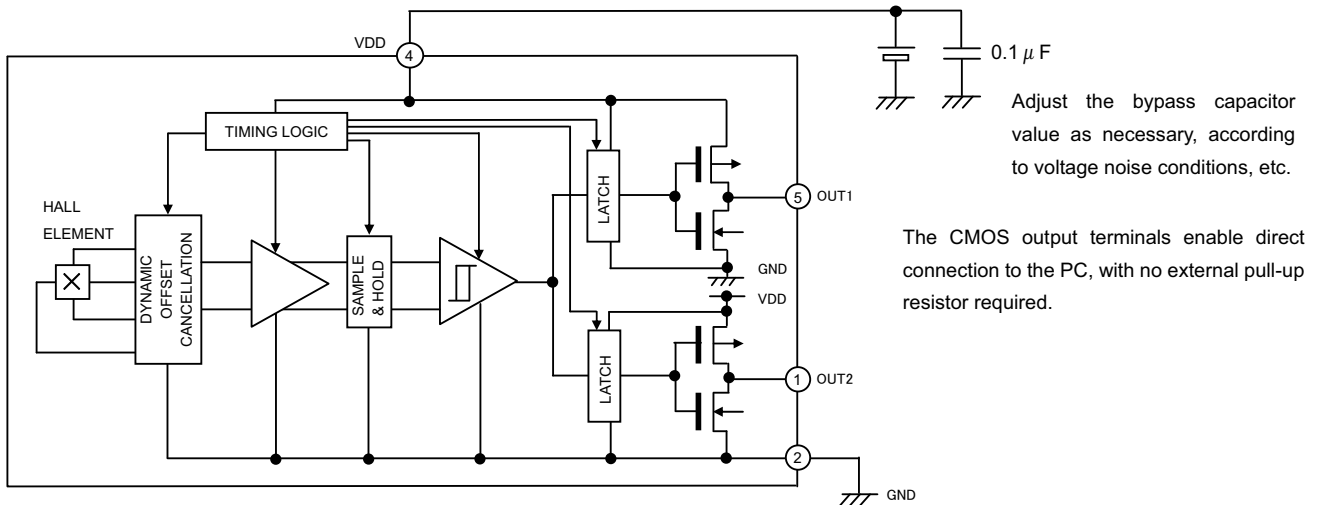 VDD
4
0.1 μ F
Adjust the bypass capacitor
value as necessary, according
to voltage noise conditions, etc.
TIMING LOGIC
LATCH
5
OUT1
HALL
ELEMENT
DYNAMIC
OFFSET
CANCELLATION
SAMPLE
& HOLD
The CMOS output terminals enable direct
connection to the PC, with no external pull-up
resistor required.
GND
VDD
LATCH
1
OUT2
2
GND